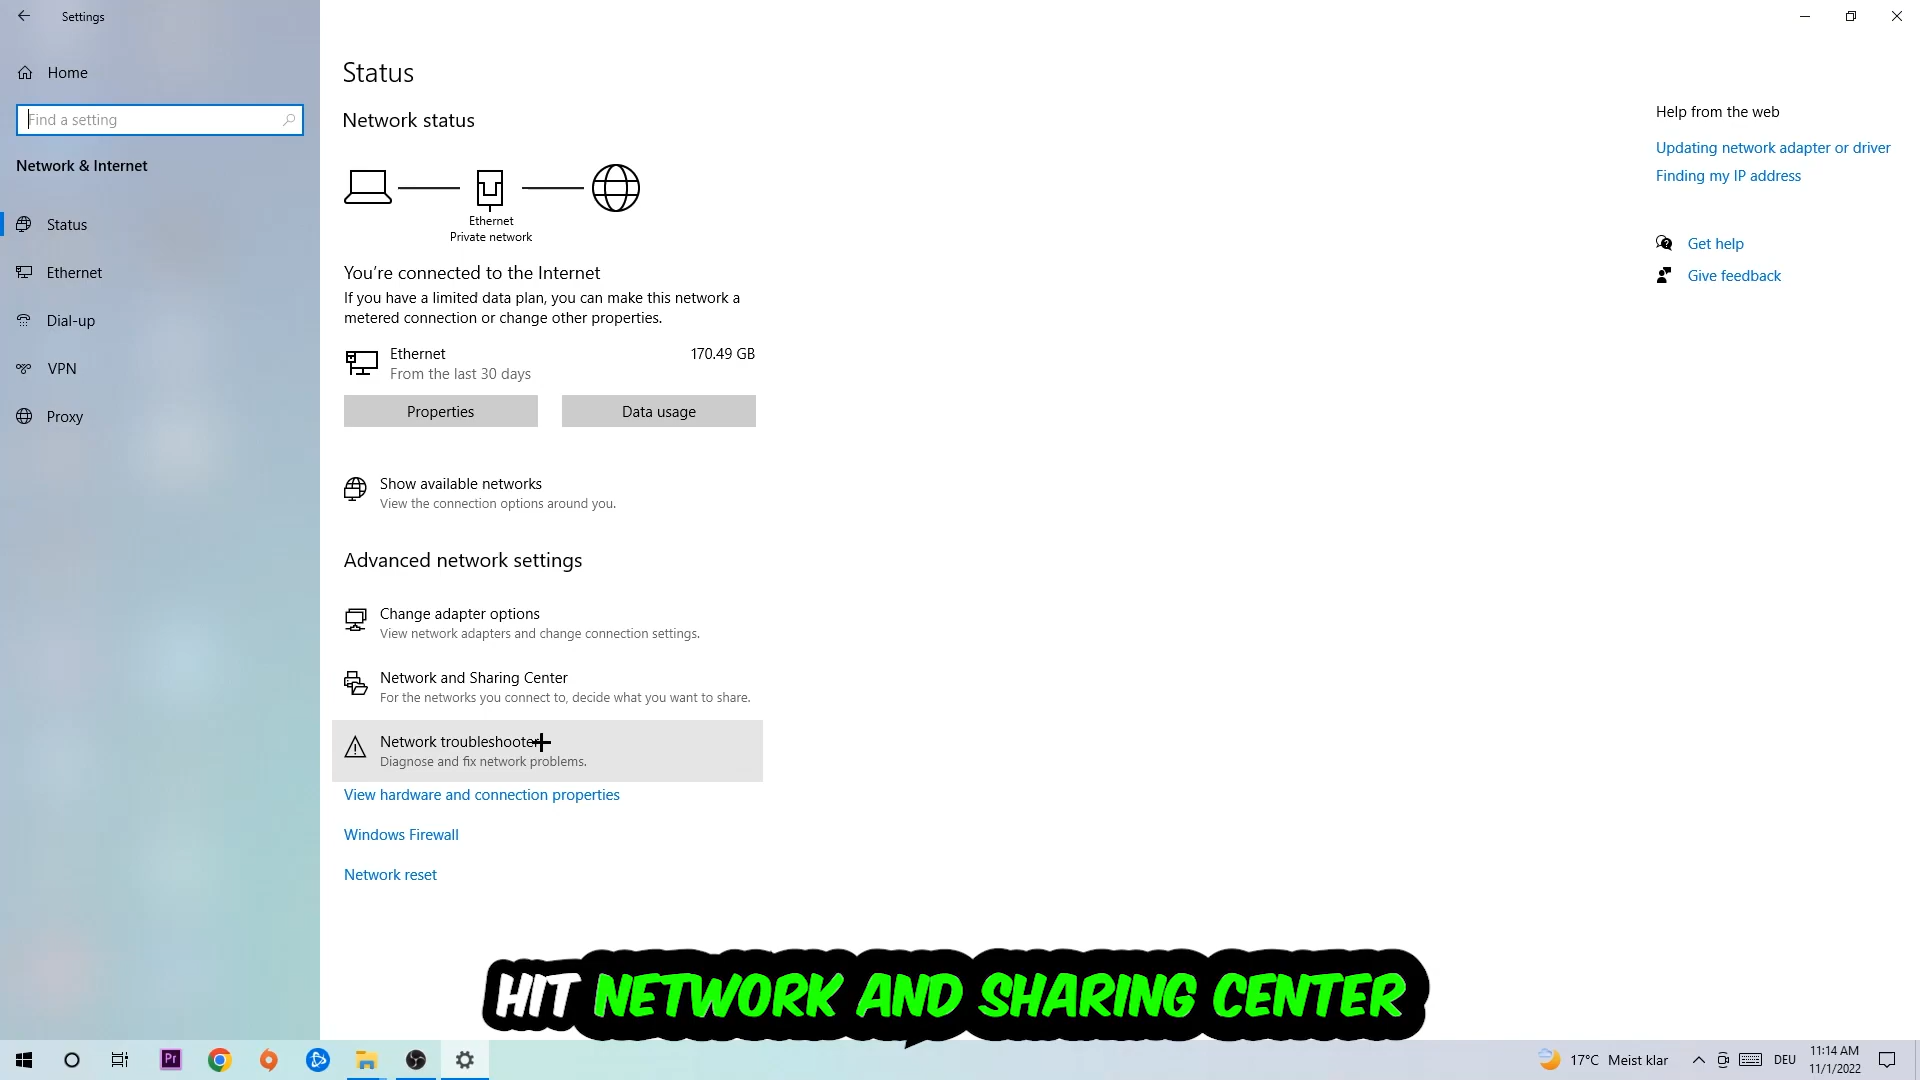 Settings
Home
Find a setting
Network & Internet
Status
Ethernet
Dial-up
VPN
Proxy
Status
Network status
Ethernet
Private network
You're connected to the Internet
If you have a limited data plan, you can make this network a
metered connection or change other properties.
Ethernet
170.49 GB
From the last 30 days
Properties
Data usage
Show available networks
View the connection options around you.
Advanced network settings
Change adapter options
View network adapters and change connection settings.
Network and Sharing Center
For the networks you connect to, decide what you want to share.
Network troubleshooter
Diagnose and fix network problems.
View hardware and connection properties
Windows Firewall
Network reset
Help from the web
Updating network adapter or driver
Finding my IP address
Get help
Give feedback
HIT NETWORK AND SHARING CENTER
Pr
17°C Meist klar
DEU
11:14 AM
11/1/2022